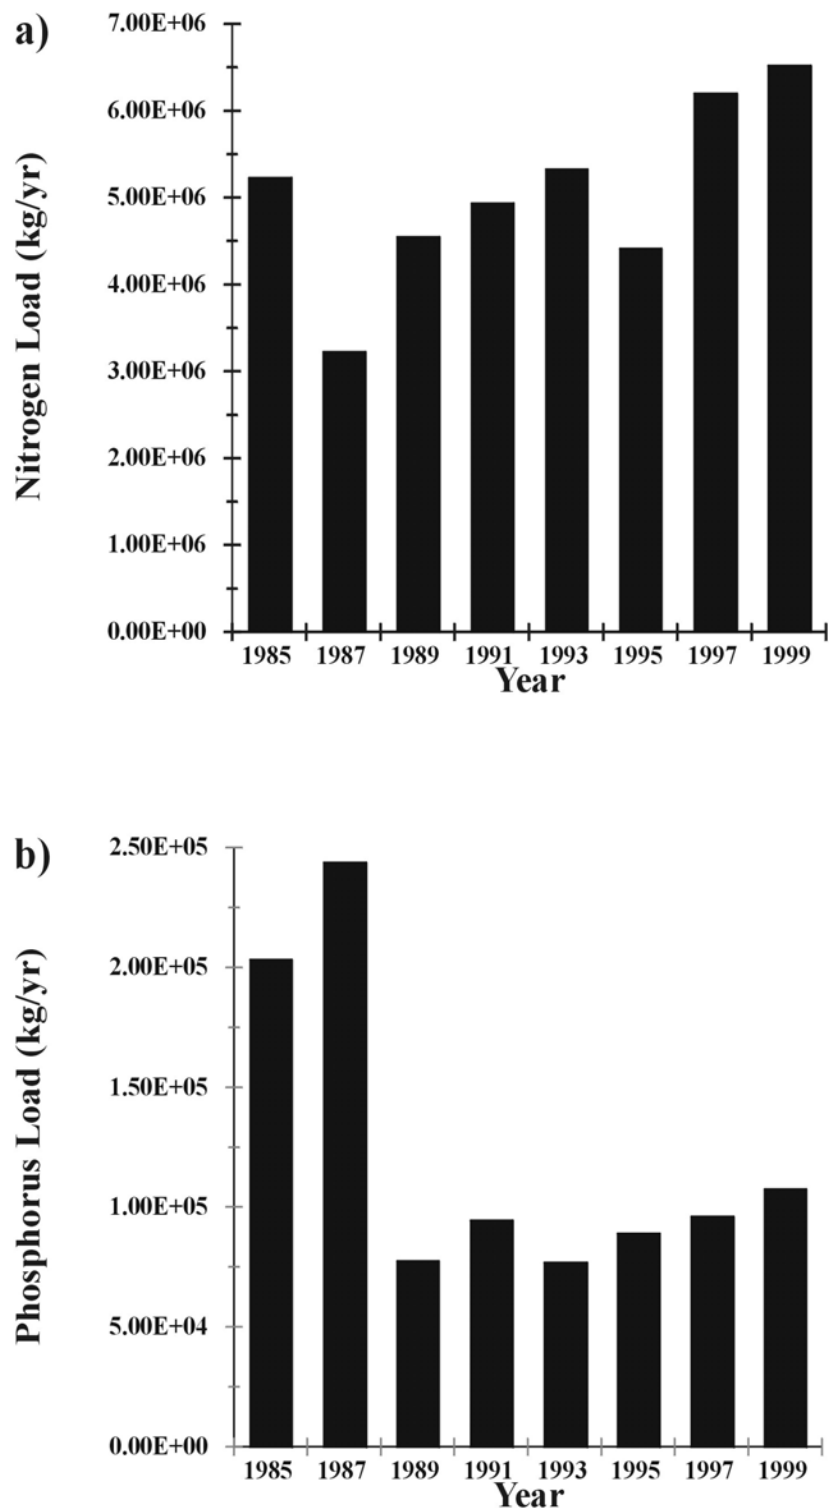 a)
Nitrogen Load (kg/yr)
7.00E+06
6.00E+06
5.00E+06
4.00E+06
3.00E+06
2.00E+06
1.00E+06
0.00E+00
1985 1987 1989 1991 1993 1995 1997 1999
Year
b)
Phosphorus Load (kg/yr)
2.50E+05
2.00E+05
1.50E+05
1.00E+05
5.00E+04
0.00E+00
1985 1987 1989 1991 1993 1995 1997 1999
Year